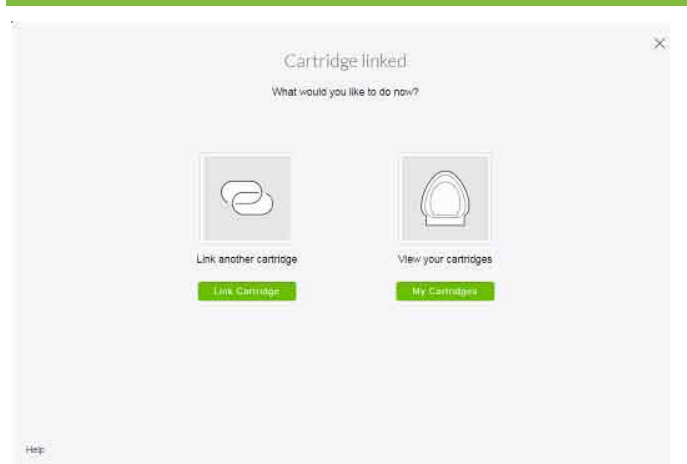 Cartridge linked
What would you like to do now?
Link another cartridge
View your cartridges
Link Cartridge
My Cartridges
Help